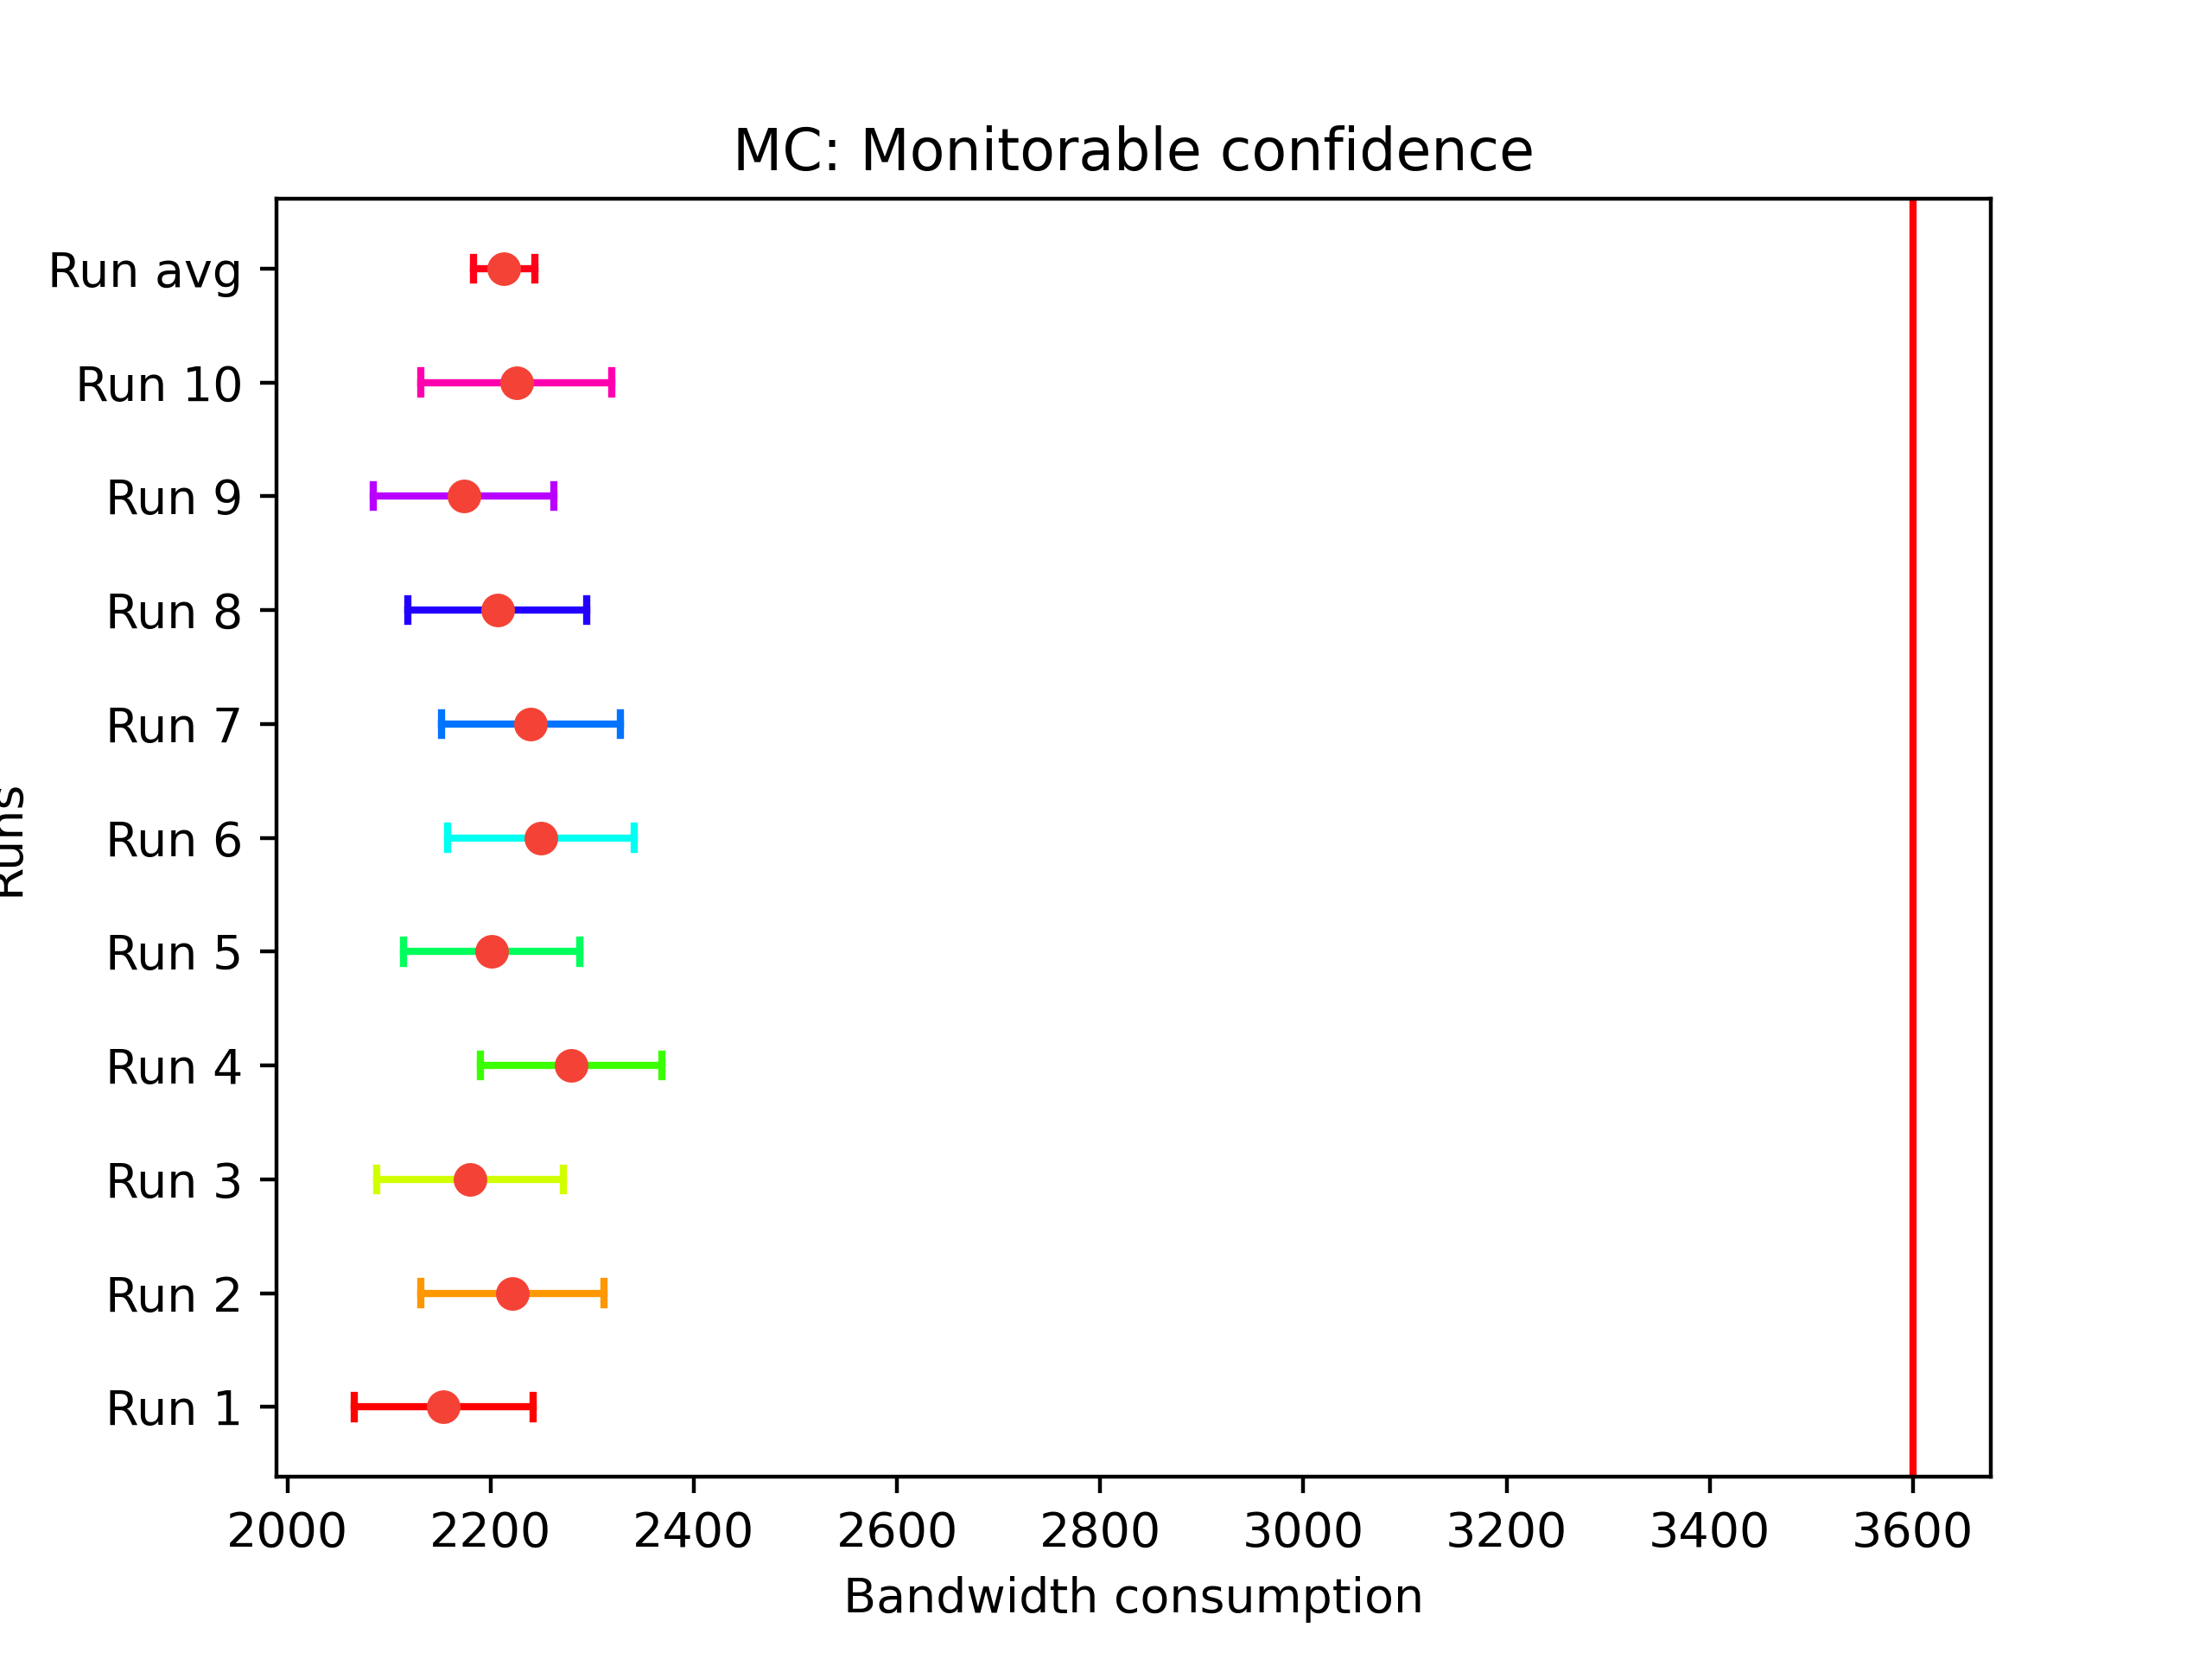 MC: Monitorable confidence
Run avg
Run 10
Run 9
Run 8
Run 7
Run 6
Run 5
Run 4
Run 3
Run 2
Run 1
Runs
2000 2200 2400 2600 2800 3000 3200 3400 3600
Bandwidth consumption